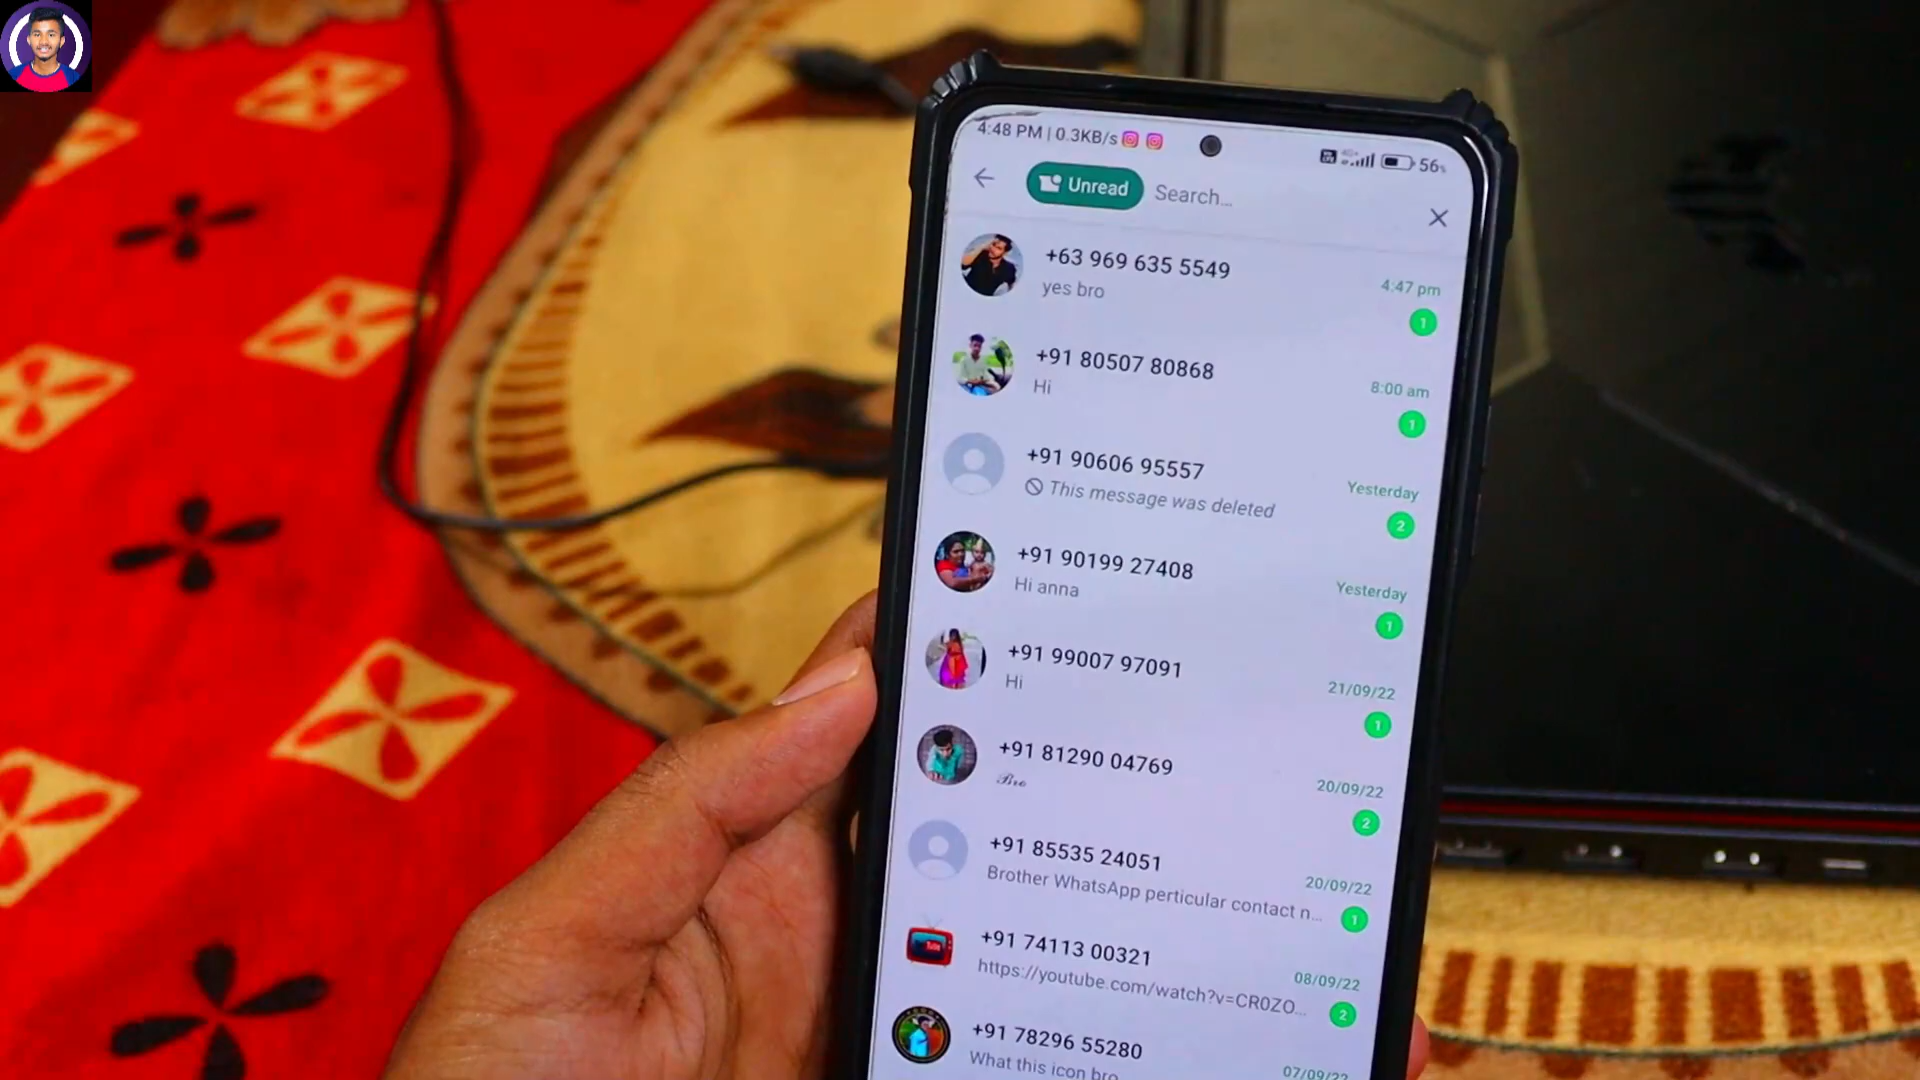 4:48 PM | 0.3KB/s
56%
Unread Search...
+63 969 635 5549
4:47 pm
yes bro
1
+91 80507 80868
8:00 am
Hi
1
+91 90606 95557
Yesterday
This message was deleted
2
+91 90199 27408
Yesterday
Hi anna
1
+91 99007 97091
21/09/22
Hi
1
+91 81290 04769
20/09/22
Bro
2
+91 85535 24051
20/09/22
Brother WhatsApp perticular contact n...
1
+91 74113 00321
08/09/22
https://youtube.com/watch?v=CR0ZO...
2
+91 78296 55280
07/09/22
What this icon bro